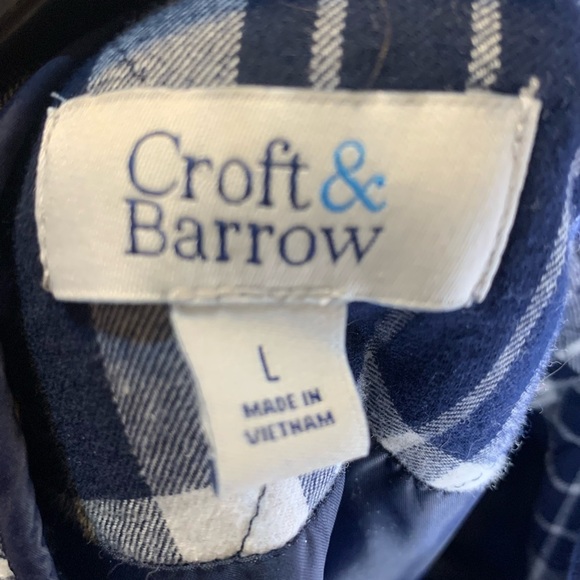 Croft &
Barrow
L
MADE IN
VIETNAM